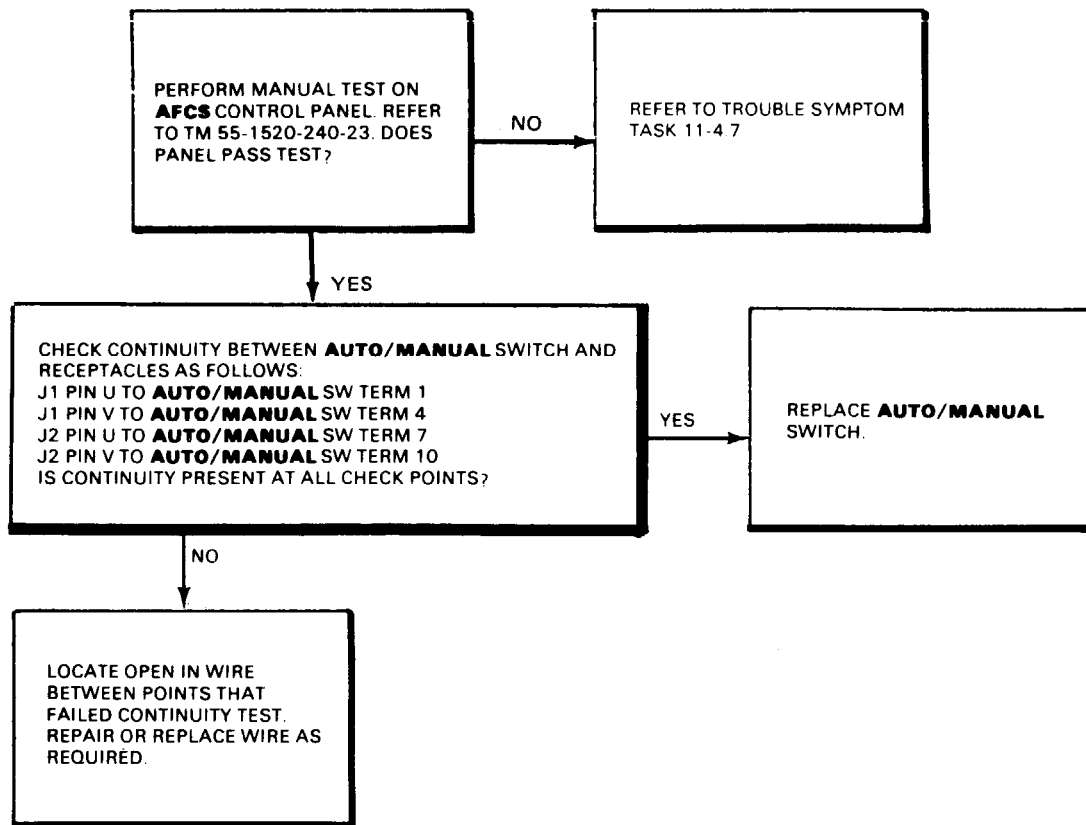 PERFORM MANUAL TEST ON
AFCS CONTROL PANEL. REFER
TO TM 55-1520-240-23. DOES
PANEL PASS TEST?
NO
REFER TO TROUBLE SYMPTOM
TASK 11-4.7
YES
CHECK CONTINUITY BETWEEN AUTO/MANUAL SWITCH AND
RECEPTACLES AS FOLLOWS:
J1 PIN U TO AUTO/MANUAL SW TERM 1
J1 PIN V TO AUTO/MANUAL SW TERM 4
J2 PIN U TO AUTO/MANUAL SW TERM 7
J2 PIN V TO AUTO/MANUAL SW TERM 10
IS CONTINUITY PRESENT AT ALL CHECK POINTS?
YES
REPLACE AUTO/MANUAL
SWITCH.
NO
LOCATE OPEN IN WIRE
BETWEEN POINTS THAT
FAILED CONTINUITY TEST.
REPAIR OR REPLACE WIRE AS
REQUIRED.